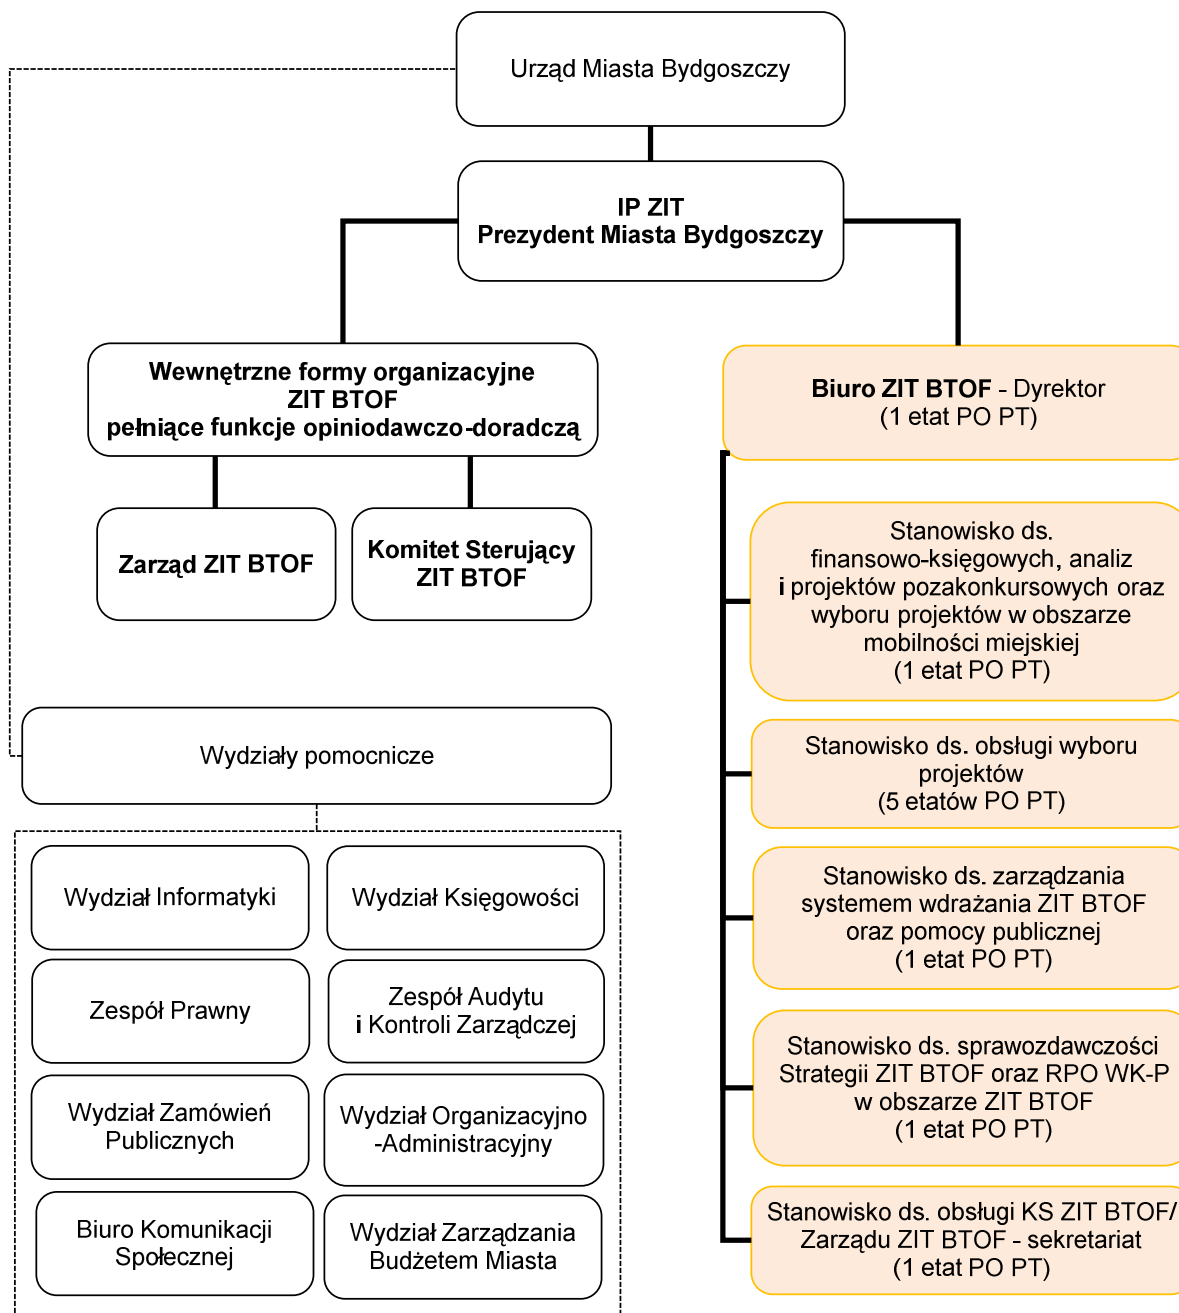 Urząd Miasta Bydgoszczy
IP ZIT
Prezydent Miasta Bydgoszczy
Wewnętrzne formy organizacyjne
ZIT BTOF
pełniące funkcje opiniodawczo-doradczą
Zarząd ZIT BTOF
Komitet Sterujący
ZIT BTOF
Biuro ZIT BTOF - Dyrektor
(1 etat PO PT)
Stanowisko ds.
finansowo-księgowych, analiz
i projektów pozakonkursowych oraz
wyboru projektów w obszarze
mobilności miejskiej
(1 etat PO PT)
Stanowisko ds. obsługi wyboru
projektów
(5 etatów PO PT)
Stanowisko ds. zarządzania
systemem wdrażania ZIT BTOF
oraz pomocy publicznej
(1 etat PO PT)
Stanowisko ds. sprawozdawczości
Strategii ZIT BTOF oraz RPO WK-P
w obszarze ZIT BTOF
(1 etat PO PT)
Stanowisko ds. obsługi KS ZIT BTOF/
Zarządu ZIT BTOF - sekretariat
(1 etat PO PT)
Wydziały pomocnicze
Wydział Informatyki
Wydział Księgowości
Zespół Prawny
Zespół Audytu
i Kontroli Zarządczej
Wydział Zamówień
Publicznych
Wydział Organizacyjno
-Administracyjny
Biuro Komunikacji
Społecznej
Wydział Zarządzania
Budżetem Miasta